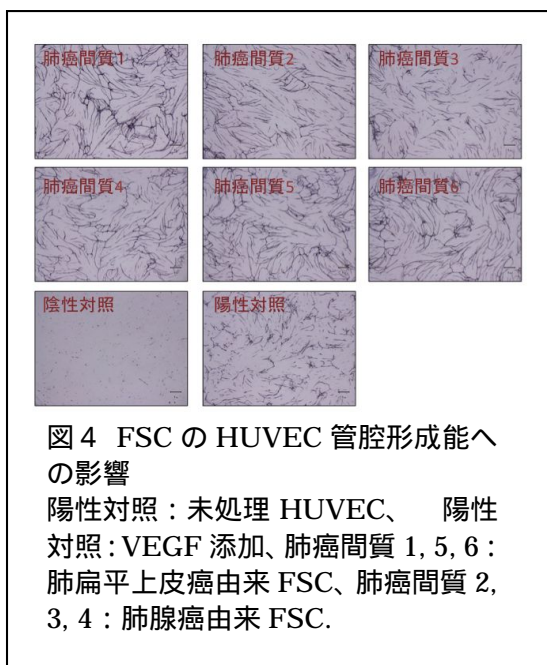 肺癌間質1
肺癌間質2
肺癌間質3
肺癌間質4
肺癌間質5
肺癌間質6
陰性対照
陽性対照
図４ FSC の HUVEC 管腔形成能へ
の影響
陽性対照：未処理 HUVEC、 陽性
対照：VEGF 添加、肺癌間質 1, 5, 6：
肺扁平上皮癌由来 FSC、肺癌間質 2,
3, 4：肺腺癌由来 FSC.